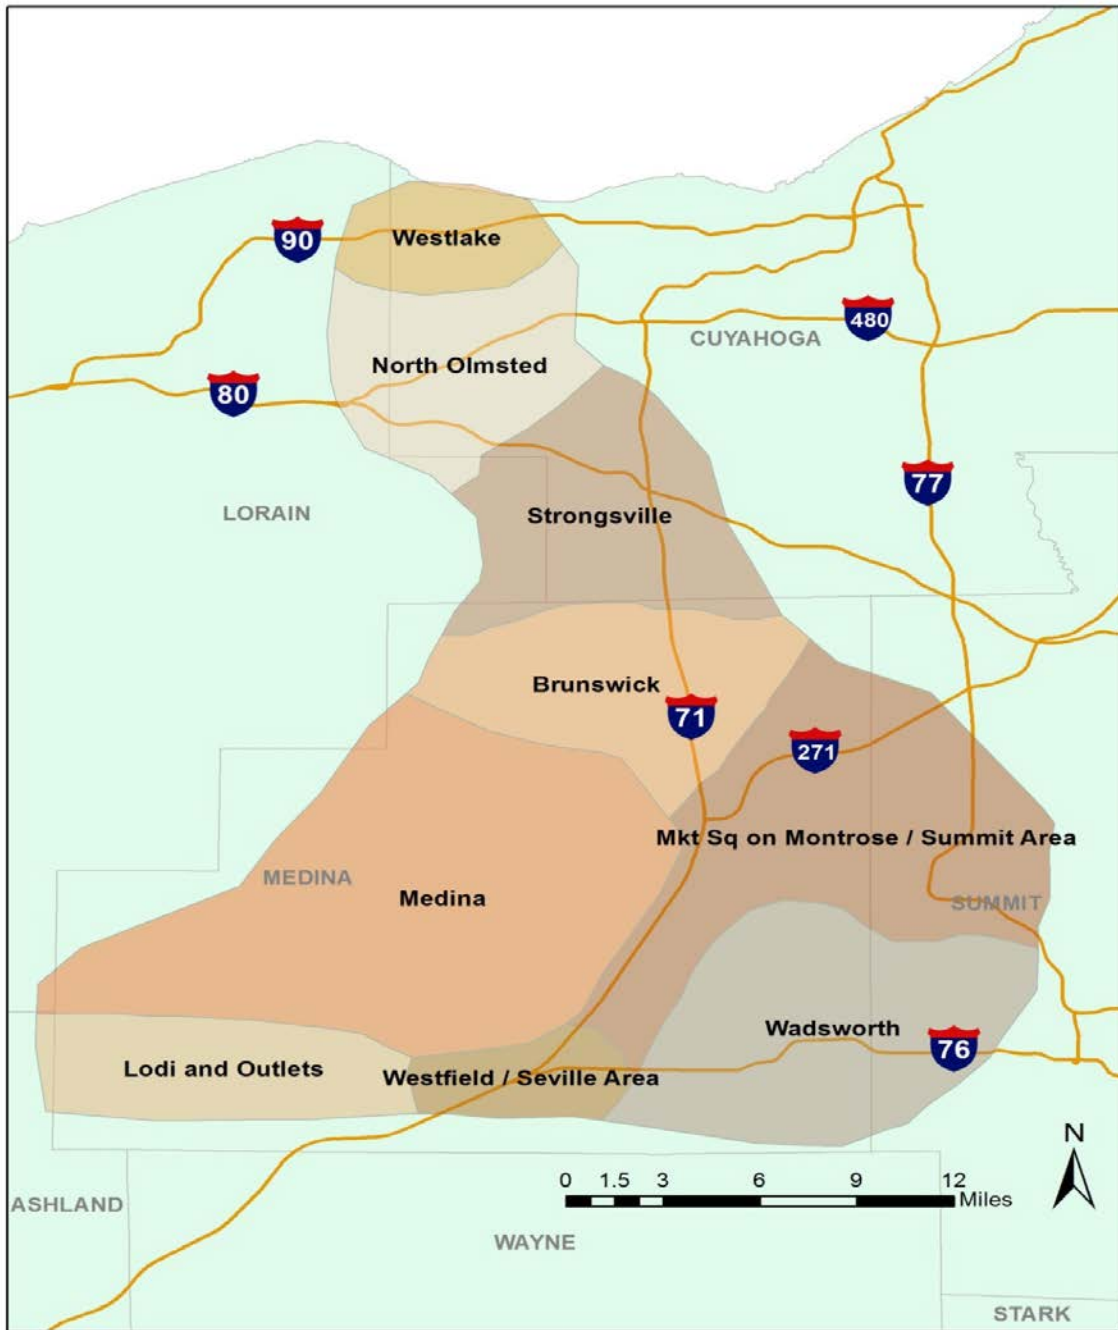 Westlake
90
480
CUYAHOGA
North Olmsted
80
77
LORAIN
Strongsville
Brunswick
71
271
Mkt Sq on Montrose / Summit Area
MEDINA
Medina
SUMMIT
Wadsworth
76
Lodi and Outlets
Westfield / Seville Area
N
0 1.5 3 6 9 12
Miles
ASHLAND
WAYNE
STARK